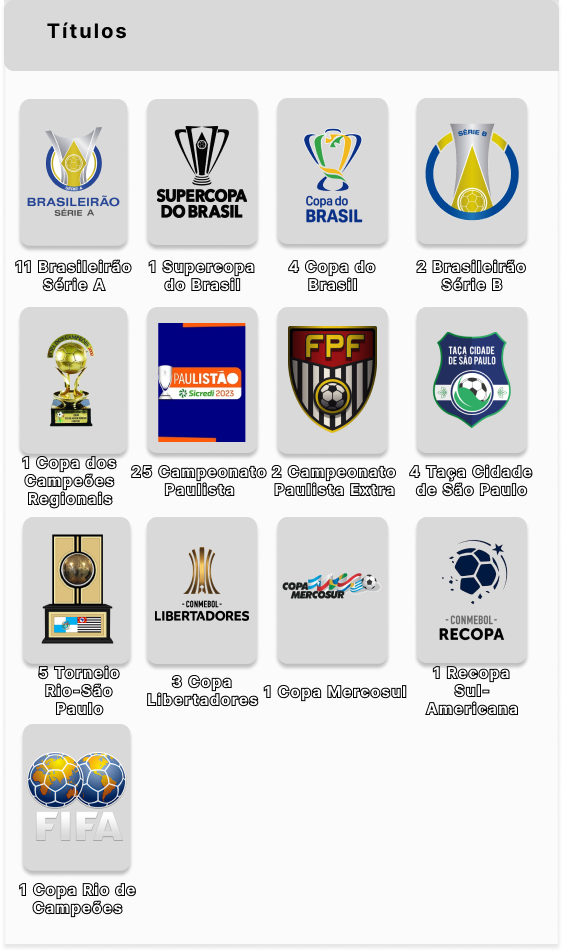 Títulos
BRASILEIRÃO
SÉRIE A
SUPERCOPA
DO BRASIL
Copa do
BRASIL
SÉRIE B
11 Brasileirão
Série A
1 Supercopa
do Brasil
4 Copa do
Brasil
2 Brasileirão
Série B
PAULISTÃO
Sicredi 2023
FPF
TAÇA CIDADE
DE SÃO PAULO
1 Copa dos
Campeões
Regionais
25 Campeonato
Paulista
2 Campeonato
Paulista Extra
4 Taça Cidade
de São Paulo
CONMEBOL
LIBERTADORES
COPA
MERCOSUR
CONMEBOL
RECOPA
5 Torneio
Rio-São
Paulo
3 Copa
Libertadores
1 Copa Mercosul
1 Recopa
Sul-
Americana
FIFA
1 Copa Rio de
Campeões